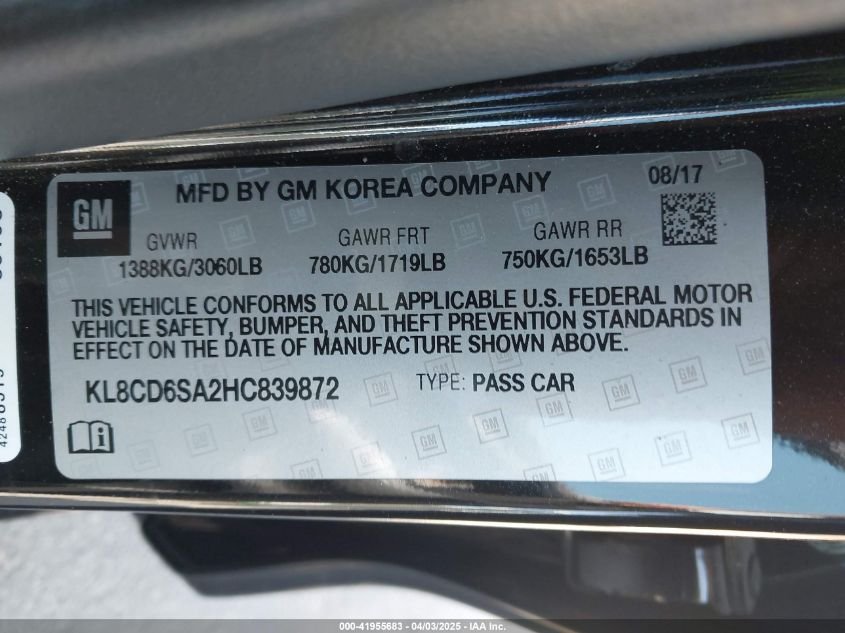 GM
MFD BY GM KOREA COMPANY
08/17
GVWR
GAWR FRT
GAWR RR
1388KG/3060LB
780KG/1719LB
750KG/1653LB
THIS VEHICLE CONFORMS TO ALL APPLICABLE U.S. FEDERAL MOTOR
VEHICLE SAFETY, BUMPER, AND THEFT PREVENTION STANDARDS IN
EFFECT ON THE DATE OF MANUFACTURE SHOWN ABOVE.
KL8CD6SA2HC839872
TYPE: PASS CAR
000-41955683 - 04/03/2025 - IAA Inc.